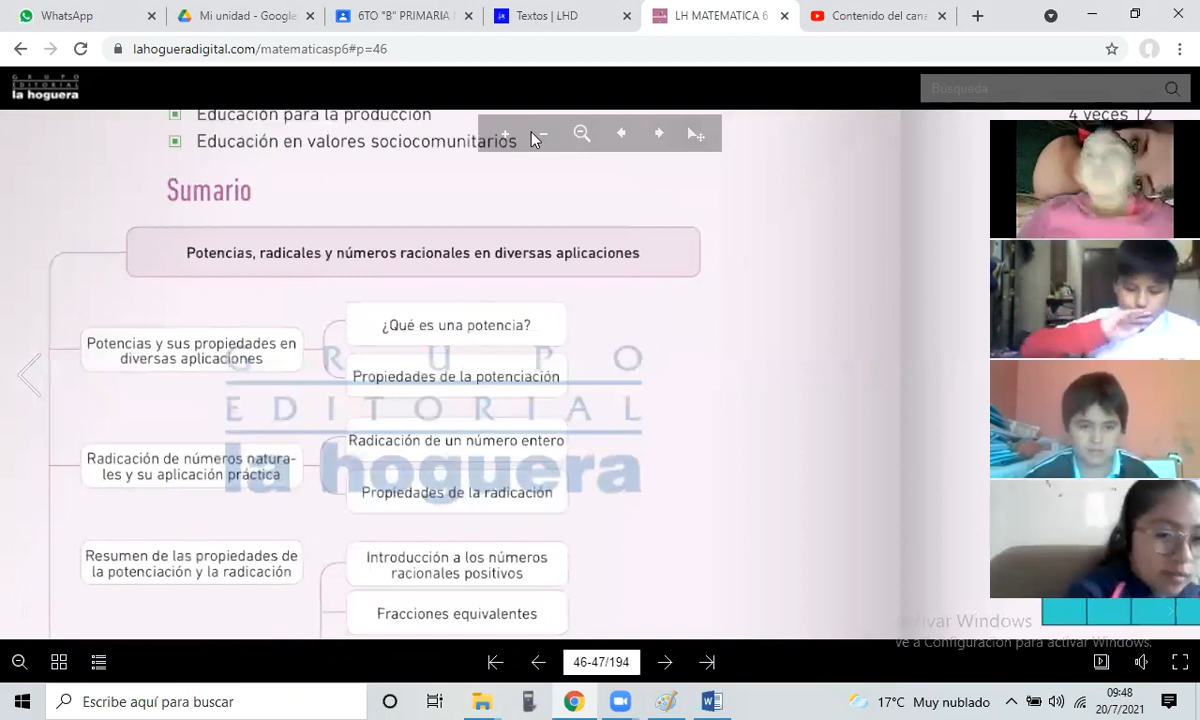 WhatsApp
Mi unidad - Google
6TO "B" PRIMARIA
Textos | LHD
LH MATEMATICA 6
Contenido del cana
lahogueradigital.com/matematicasp6#p=46
GRUPO
EDITORIAL
la hoguera
Búsqueda
Educación para la producción
4 veces 12
Educación en valores sociocomunitarios
Sumario
Potencias, radicales y números racionales en diversas aplicaciones
¿Qué es una potencia?
Potencias y sus propiedades en
diversas aplicaciones
GRUPO
Propiedades de la potenciación
EDITORIAL
Radicación de un número entero
Radicación de números natura-
les y su aplicación práctica
la hoguera
Propiedades de la radicación
Resumen de las propiedades de
la potenciación y la radicación
Introducción a los números
racionales positivos
Fracciones equivalentes
Activar Windows
Ve a Configuración para activar Windows.
46-47/194
Escribe aquí para buscar
17°C Muy nublado
09:48
20/7/2021